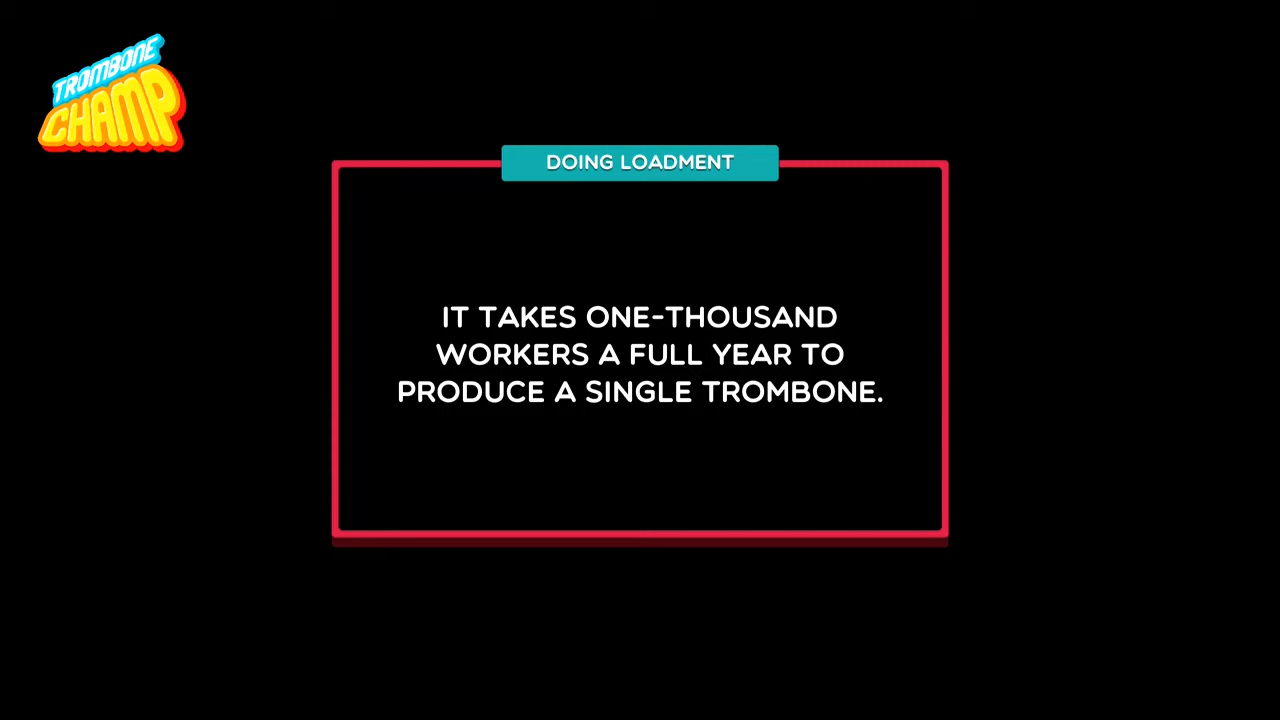 TROMBONE
CHAMP
DOING LOADMENT
IT TAKES ONE-THOUSAND
WORKERS A FULL YEAR TO
PRODUCE A SINGLE TROMBONE.